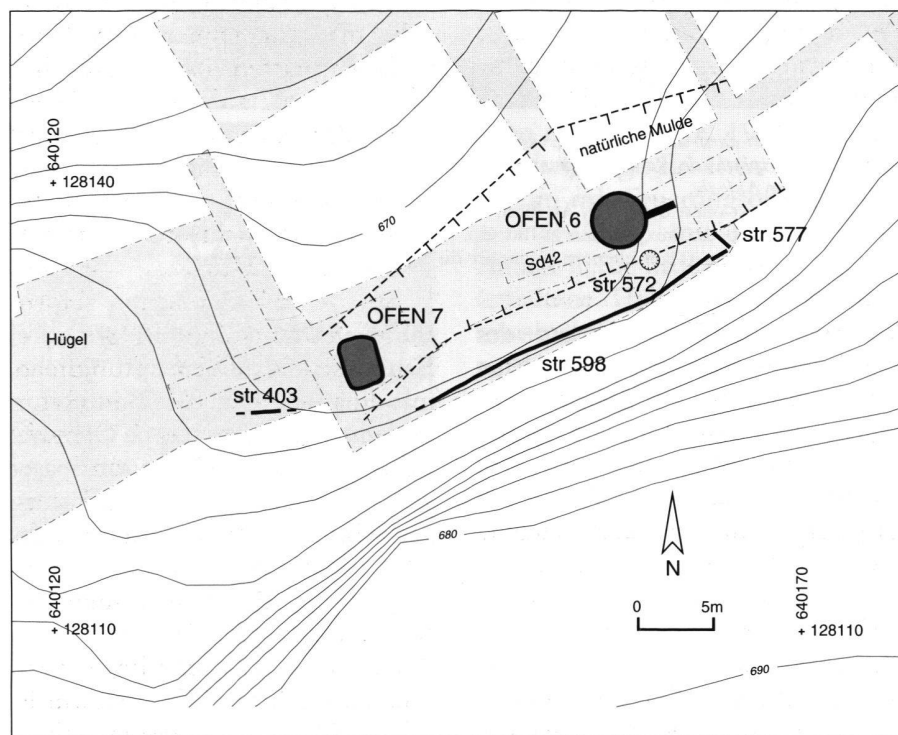 640120
+ 128140
natürliche Mulde
670
OFEN 6
str 577
Sd42
str 572
OFEN 7
Hügel
str 598
str 403
680
N
640120
+ 128110
0 5m
640170
+ 128110
690